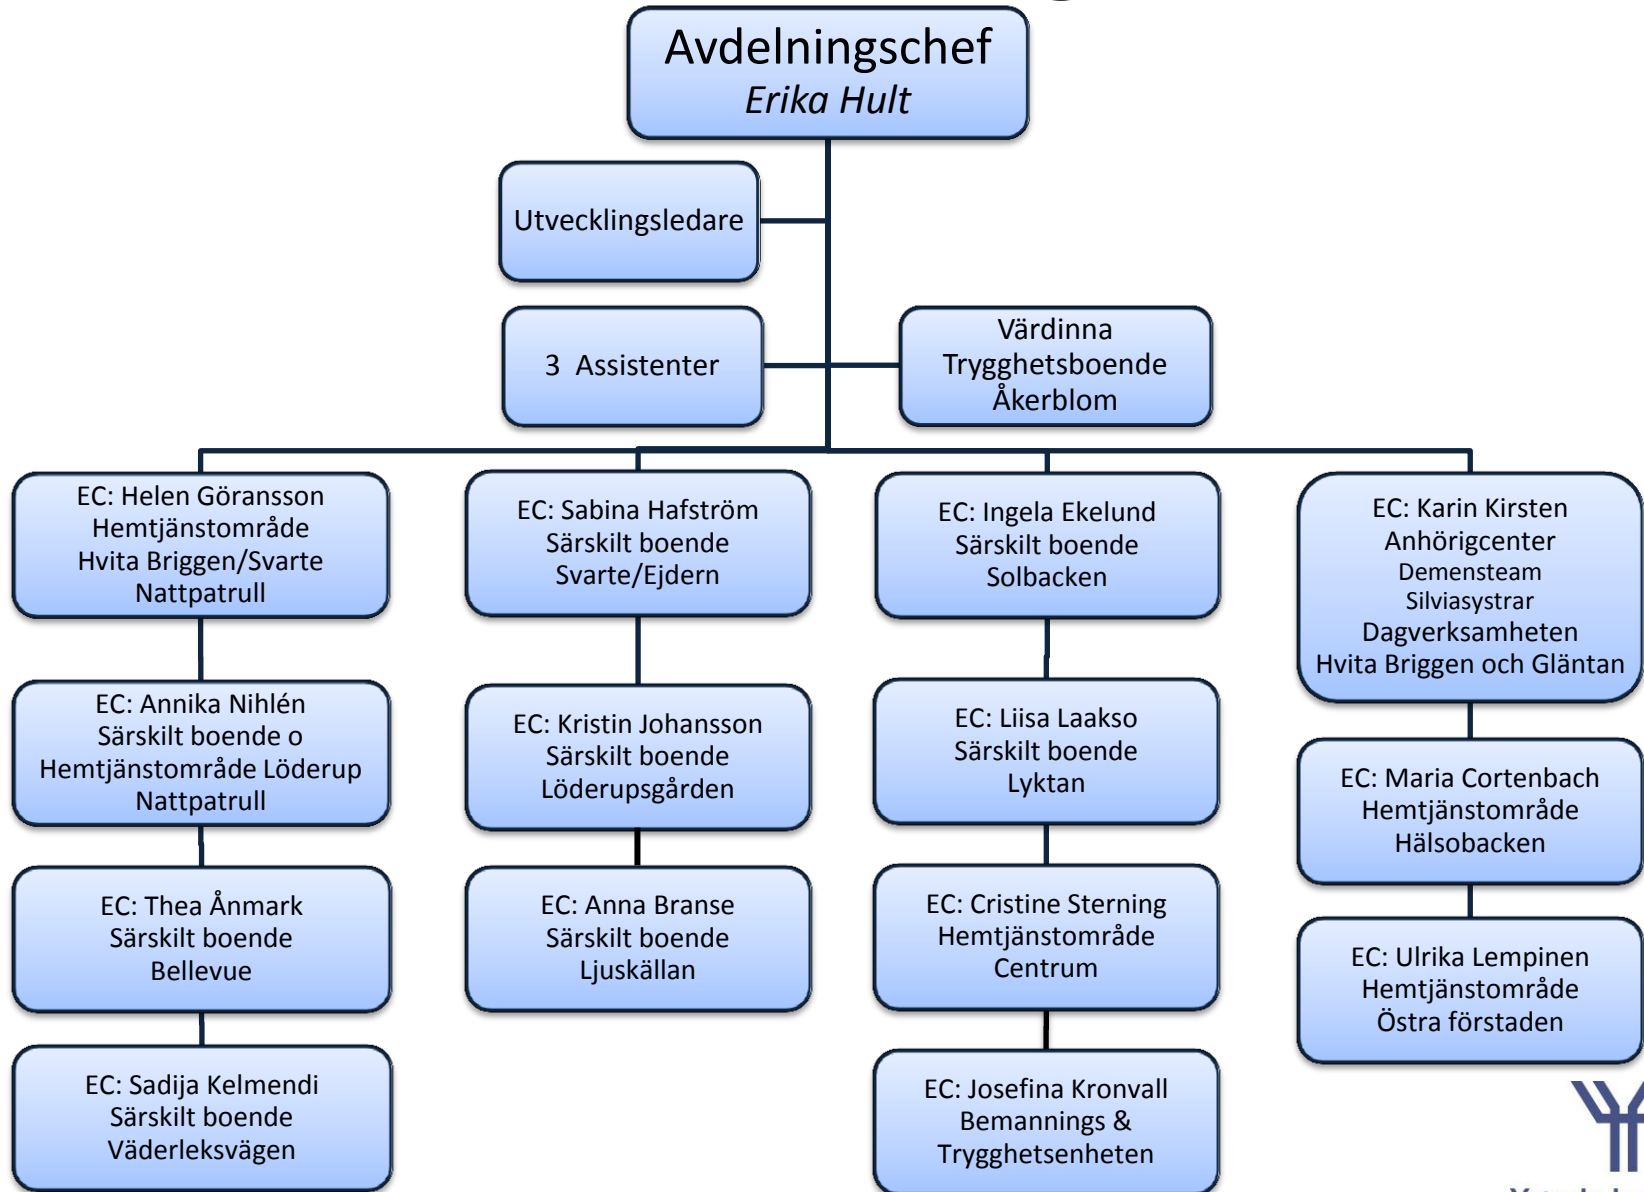 Avdelningschef
Erika Hult
Utvecklingsledare
3 Assistenter
Värdinna
Trygghetsboende
Åkerblom
EC: Helen Göransson
Hemtjänstområde
Hvita Briggen/Svarte
Nattpatrull
EC: Sabina Hafström
Särskilt boende
Svarte/Ejdern
EC: Ingela Ekelund
Särskilt boende
Solbacken
EC: Karin Kirsten
Anhörigcenter
Demensteam
Silviasystrar
Dagverksamheten
Hvita Briggen och Gläntan
EC: Annika Nihlén
Särskilt boende o
Hemtjänstområde Löderup
Nattpatrull
EC: Kristin Johansson
Särskilt boende
Löderupsgården
EC: Liisa Laakso
Särskilt boende
Lyktan
EC: Maria Cortenbach
Hemtjänstområde
Hälsobacken
EC: Thea Ånmark
Särskilt boende
Bellevue
EC: Anna Branse
Särskilt boende
Ljuskällan
EC: Cristine Sterning
Hemtjänstområde
Centrum
EC: Ulrika Lempinen
Hemtjänstområde
Östra förstaden
EC: Sadija Kelmendi
Särskilt boende
Väderleksvägen
EC: Josefina Kronvall
Bemannings &
Trygghetsenheten